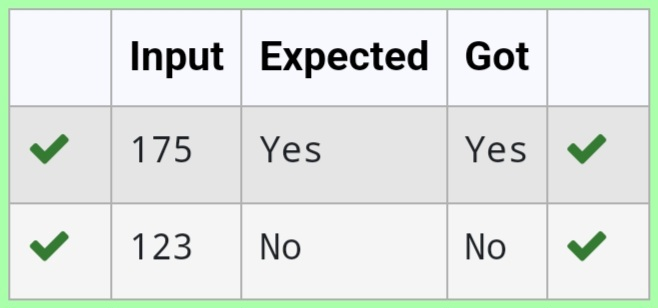 Input Expected Got
175 Yes Yes
123 No No